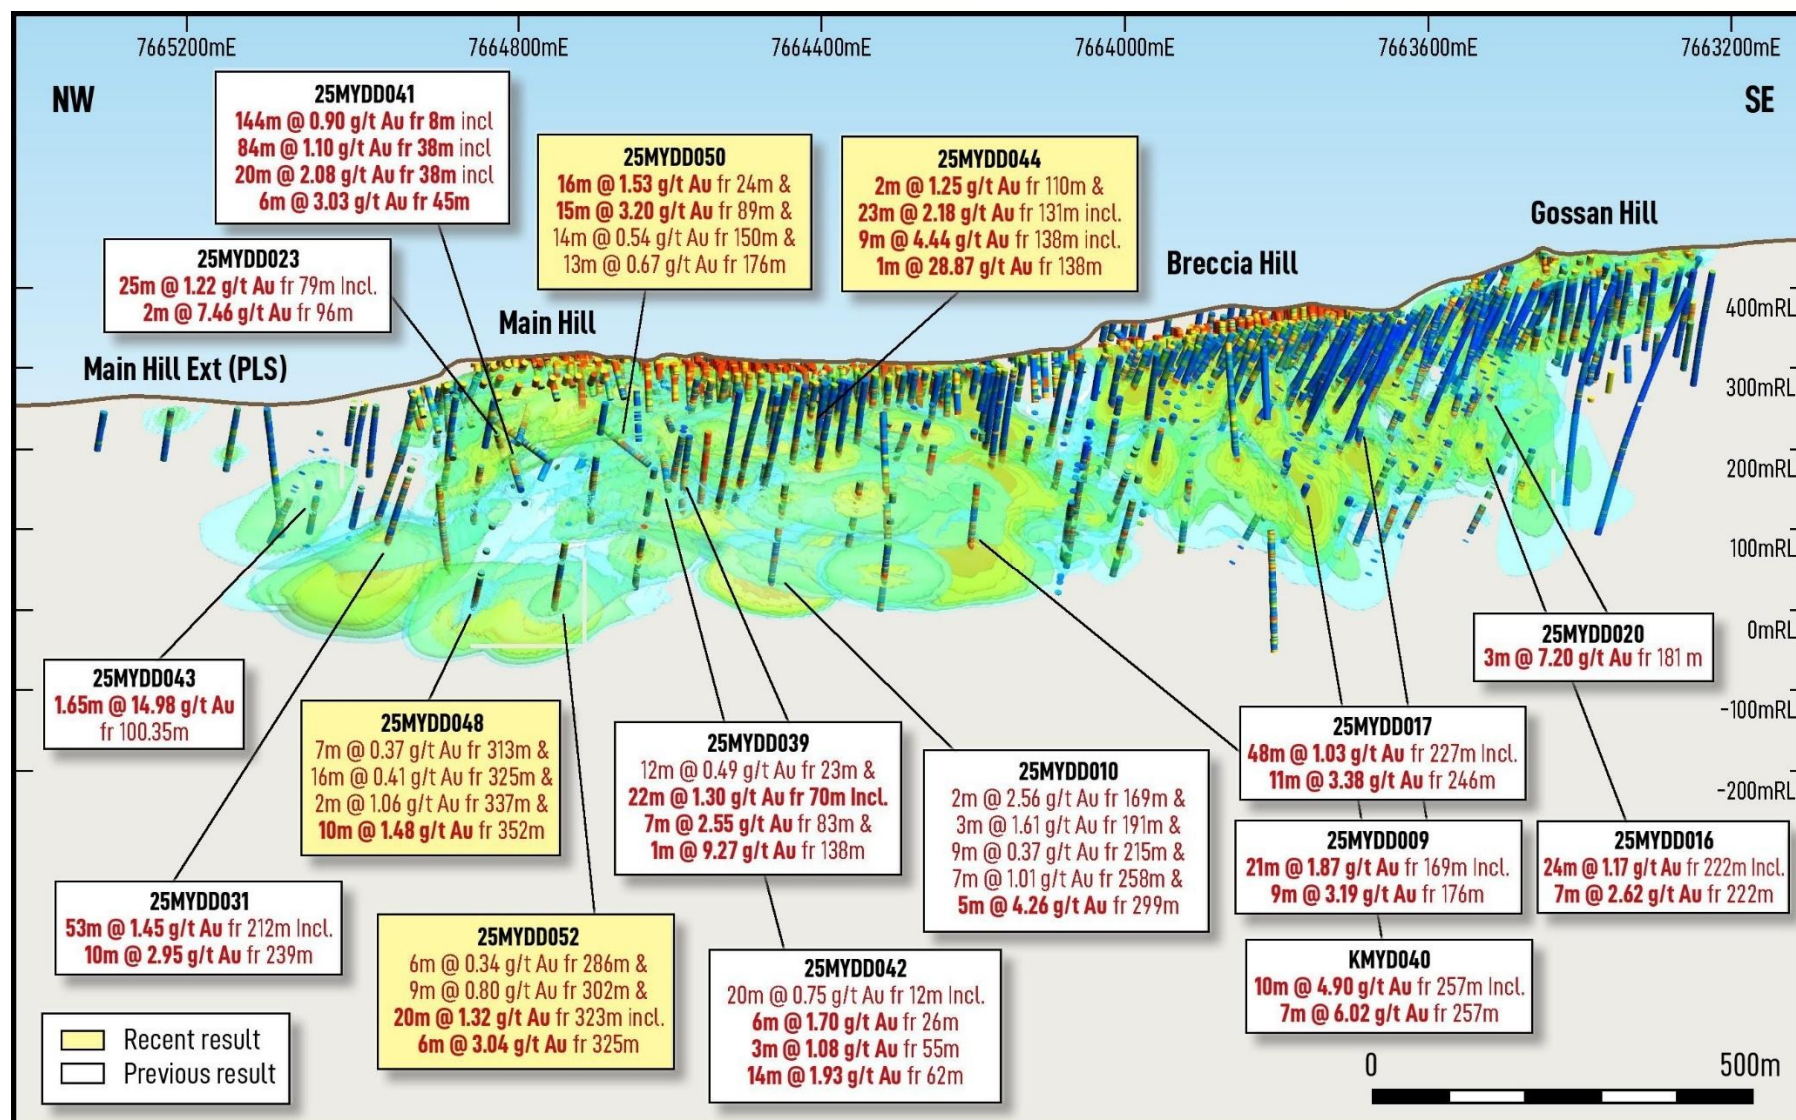 7665200mE
7664800mE
7664400mE
7664000mE
7663600mE
7663200mE
NW
SE
25MYDD041
144m @ 0.90 g/t Au fr 8m incl
84m @ 1.10 g/t Au fr 38m incl
20m @ 2.08 g/t Au fr 38m incl
6m @ 3.03 g/t Au fr 45m
25MYDD050
16m @ 1.53 g/t Au fr 24m &
15m @ 3.20 g/t Au fr 89m &
14m @ 0.54 g/t Au fr 150m &
13m @ 0.67 g/t Au fr 176m
25MYDD044
2m @ 1.25 g/t Au fr 110m &
23m @ 2.18 g/t Au fr 131m incl.
9m @ 4.44 g/t Au fr 138m incl.
1m @ 28.87 g/t Au fr 138m
25MYDD023
25m @ 1.22 g/t Au fr 79m Incl.
2m @ 7.46 g/t Au fr 96m
Gossan Hill
Breccia Hill
Main Hill
Main Hill Ext (PLS)
400mRL
300mRL
200mRL
100mRL
0mRL
-100mRL
-200mRL
25MYDD043
1.65m @ 14.98 g/t Au
fr 100.35m
25MYDD048
7m @ 0.37 g/t Au fr 313m &
16m @ 0.41 g/t Au fr 325m &
2m @ 1.06 g/t Au fr 337m &
10m @ 1.48 g/t Au fr 352m
25MYDD039
12m @ 0.49 g/t Au fr 23m &
22m @ 1.30 g/t Au fr 70m Incl.
7m @ 2.55 g/t Au fr 83m &
1m @ 9.27 g/t Au fr 138m
25MYDD010
2m @ 2.56 g/t Au fr 169m &
3m @ 1.61 g/t Au fr 191m &
9m @ 0.37 g/t Au fr 215m &
7m @ 1.01 g/t Au fr 258m &
5m @ 4.26 g/t Au fr 299m
25MYDD020
3m @ 7.20 g/t Au fr 181 m
25MYDD017
48m @ 1.03 g/t Au fr 227m Incl.
11m @ 3.38 g/t Au fr 246m
25MYDD009
21m @ 1.87 g/t Au fr 169m Incl.
9m @ 3.19 g/t Au fr 176m
25MYDD016
24m @ 1.17 g/t Au fr 222m Incl.
7m @ 2.62 g/t Au fr 222m
25MYDD031
53m @ 1.45 g/t Au fr 212m Incl.
10m @ 2.95 g/t Au fr 239m
25MYDD052
6m @ 0.34 g/t Au fr 286m &
9m @ 0.80 g/t Au fr 302m &
20m @ 1.32 g/t Au fr 323m incl.
6m @ 3.04 g/t Au fr 325m
25MYDD042
20m @ 0.75 g/t Au fr 12m Incl.
6m @ 1.70 g/t Au fr 26m
3m @ 1.08 g/t Au fr 55m
14m @ 1.93 g/t Au fr 62m
KMYD040
10m @ 4.90 g/t Au fr 257m Incl.
7m @ 6.02 g/t Au fr 257m
Recent result
Previous result
0
500m